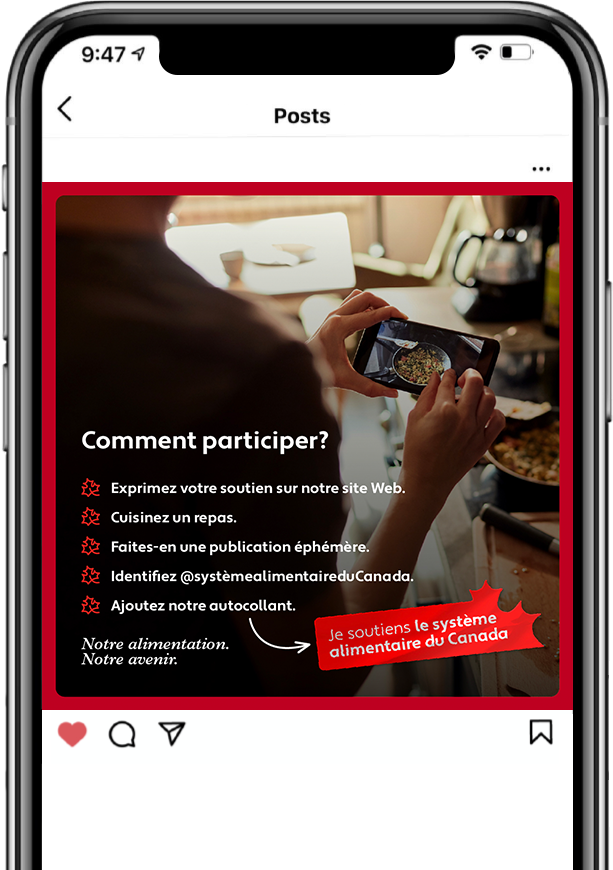 9:47
Posts
Comment participer?
Exprimez votre soutien sur notre site Web.
Cuisinez un repas.
Faites-en une publication éphémère.
Identifiez @systèmealimentaireduCanada.
Ajoutez notre autocollant.
Je soutiens le système
alimentaire du Canada
Notre alimentation.
Notre avenir.